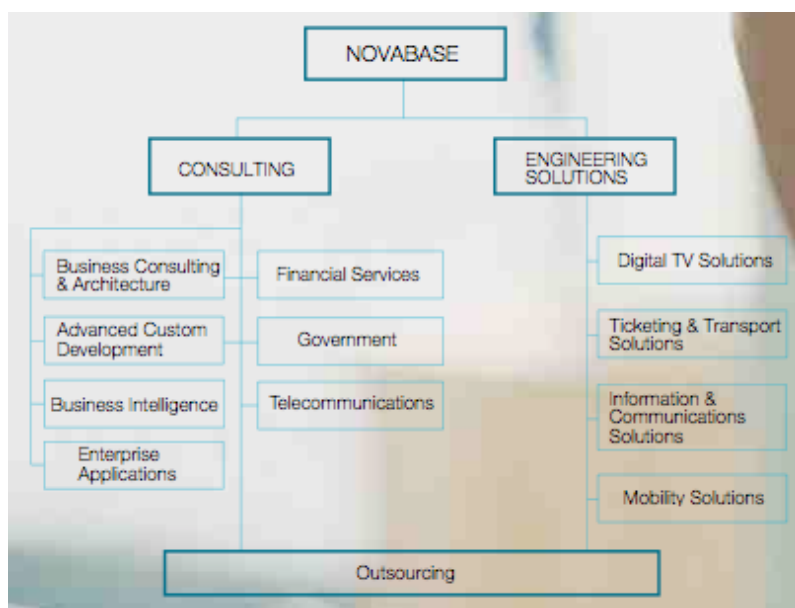 NOVABASE
CONSULTING
ENGINEERING
SOLUTIONS
Business Consulting
& Architecture
Financial Services
Digital TV Solutions
Advanced Custom
Development
Government
Ticketing & Transport
Solutions
Business Intelligence
Telecommunications
Information &
Communications
Solutions
Enterprise
Applications
Mobility Solutions
Outsourcing